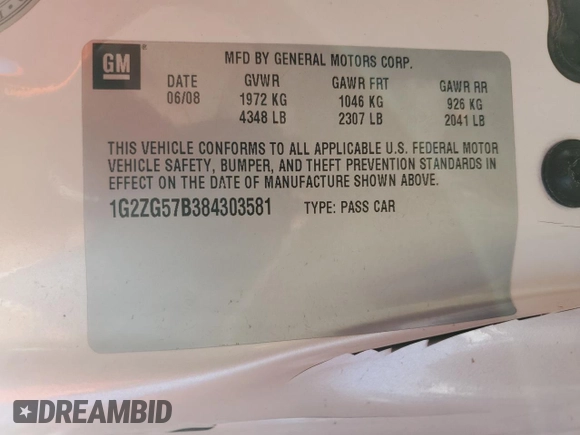 GM
®
MFD BY GENERAL MOTORS CORP.
DATE GVWR GAWR FRT GAWR RR
06/08 1972 KG 1046 KG 926 KG
4348 LB 2307 LB 2041 LB
THIS VEHICLE CONFORMS TO ALL APPLICABLE U.S. FEDERAL MOTOR
VEHICLE SAFETY, BUMPER, AND THEFT PREVENTION STANDARDS IN
EFFECT ON THE DATE OF MANUFACTURE SHOWN ABOVE.
1G2ZG57B384303581 TYPE: PASS CAR
DREAMBID